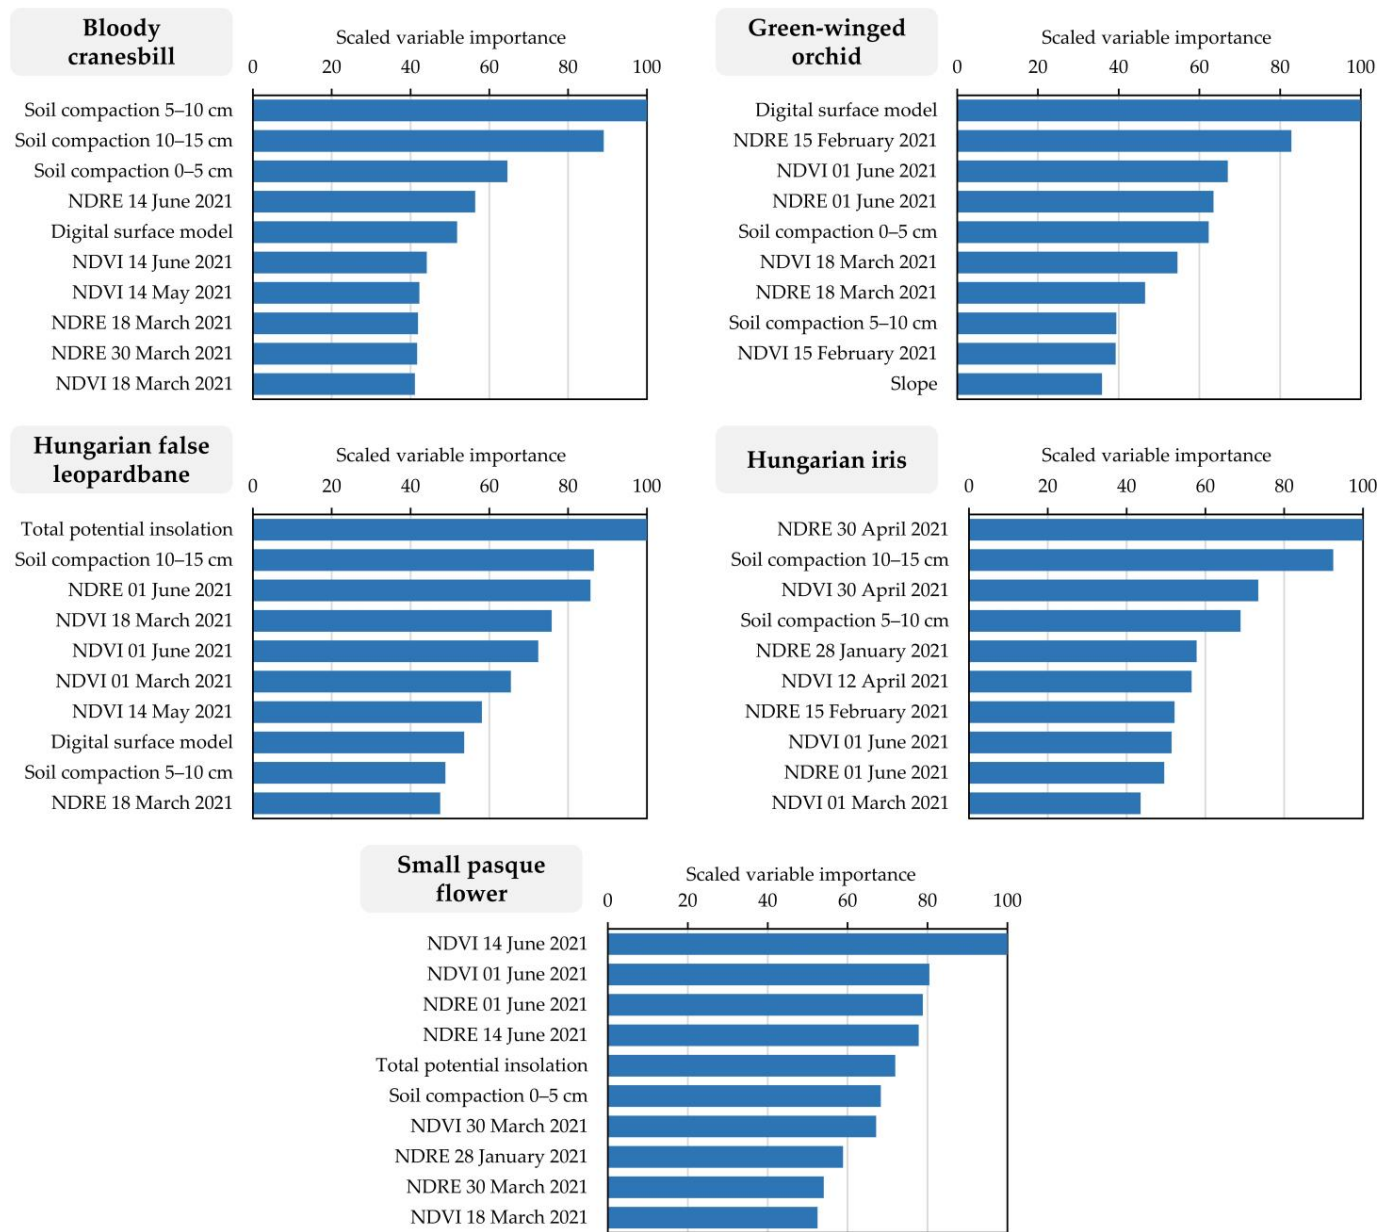 Bloody
cranesbill
Scaled variable importance
0 20 40 60 80 100
Soil compaction 5–10 cm
Soil compaction 10–15 cm
Soil compaction 0–5 cm
NDRE 14 June 2021
Digital surface model
NDVI 14 June 2021
NDVI 14 May 2021
NDRE 18 March 2021
NDRE 30 March 2021
NDVI 18 March 2021
Green-winged
orchid
Scaled variable importance
0 20 40 60 80 100
Digital surface model
NDRE 15 February 2021
NDVI 01 June 2021
NDRE 01 June 2021
Soil compaction 0–5 cm
NDVI 18 March 2021
NDRE 18 March 2021
Soil compaction 5–10 cm
NDVI 15 February 2021
Slope
Hungarian false
leopardbane
Scaled variable importance
0 20 40 60 80 100
Total potential insolation
Soil compaction 10–15 cm
NDRE 01 June 2021
NDVI 18 March 2021
NDVI 01 June 2021
NDVI 01 March 2021
NDVI 14 May 2021
Digital surface model
Soil compaction 5–10 cm
NDRE 18 March 2021
Hungarian iris
Scaled variable importance
0 20 40 60 80 100
NDRE 30 April 2021
Soil compaction 10–15 cm
NDVI 30 April 2021
Soil compaction 5–10 cm
NDRE 28 January 2021
NDVI 12 April 2021
NDRE 15 February 2021
NDVI 01 June 2021
NDRE 01 June 2021
NDVI 01 March 2021
Small pasque
flower
Scaled variable importance
0 20 40 60 80 100
NDVI 14 June 2021
NDVI 01 June 2021
NDRE 01 June 2021
NDRE 14 June 2021
Total potential insolation
Soil compaction 0–5 cm
NDVI 30 March 2021
NDRE 28 January 2021
NDRE 30 March 2021
NDVI 18 March 2021